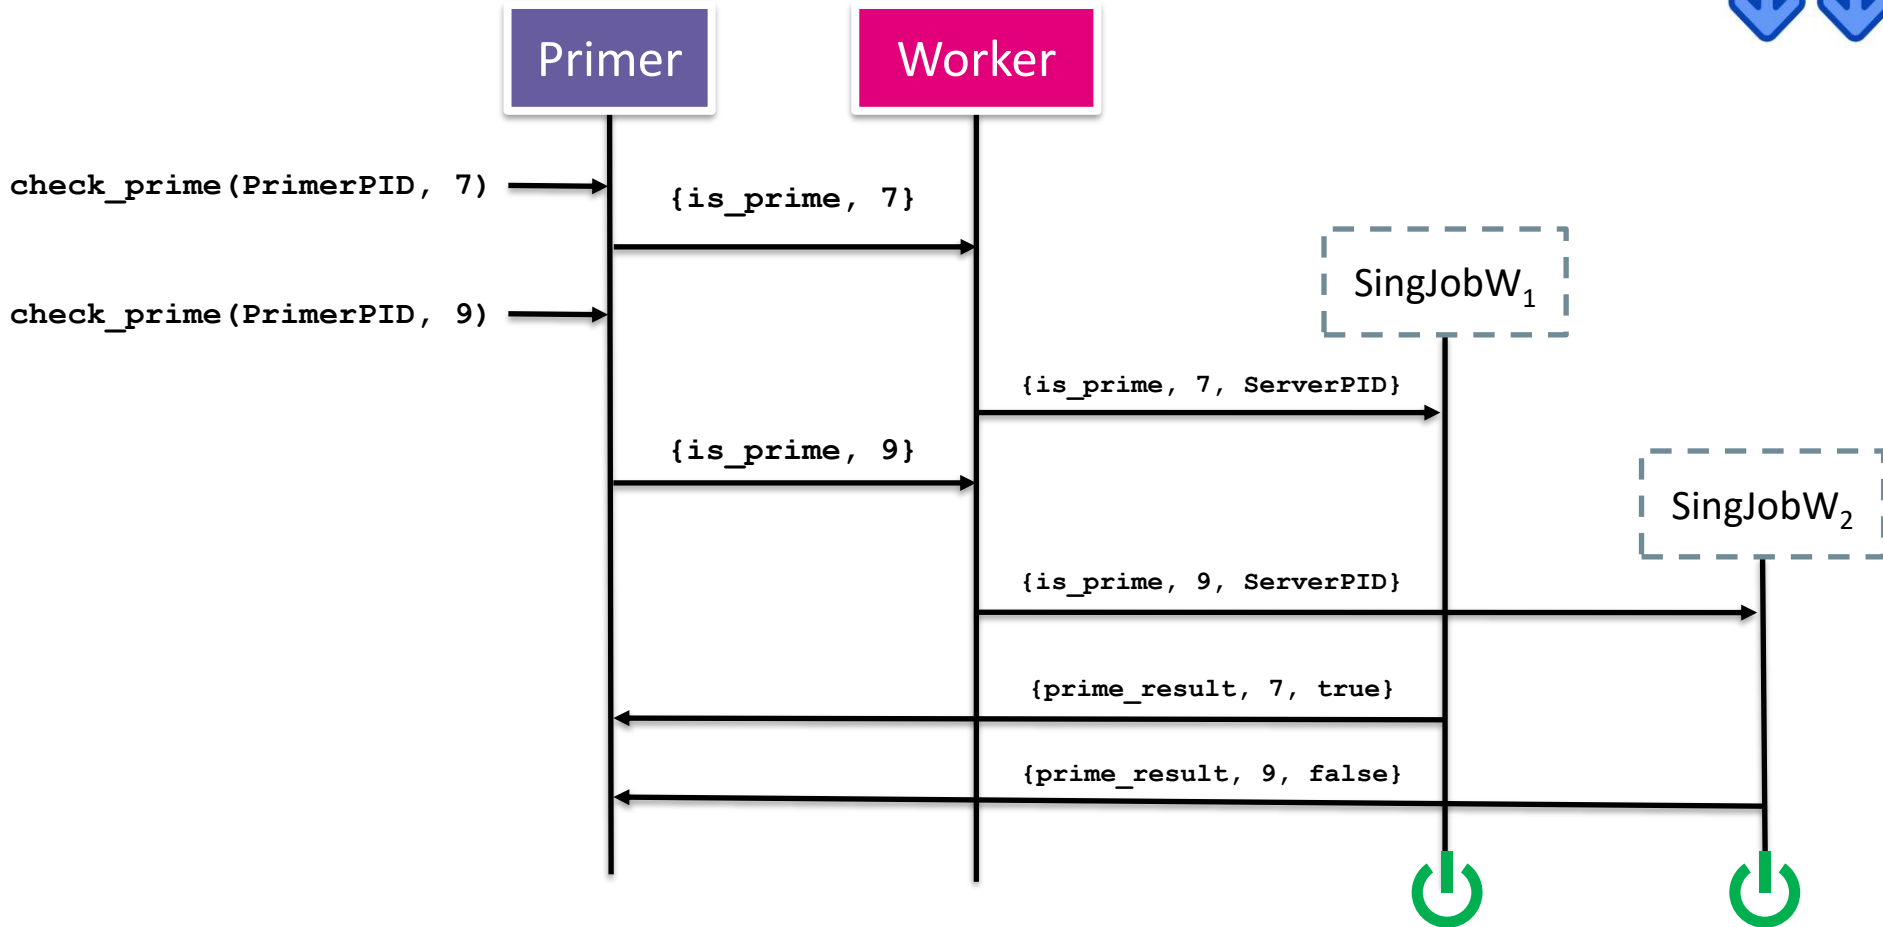 Primer
Worker
check_prime(PrimerPID, 7)
{is_prime, 7}
SingJobW₁
check_prime(PrimerPID, 9)
{is_prime, 7, ServerPID}
{is_prime, 9}
SingJobW₂
{is_prime, 9, ServerPID}
{prime_result, 7, true}
{prime_result, 9, false}